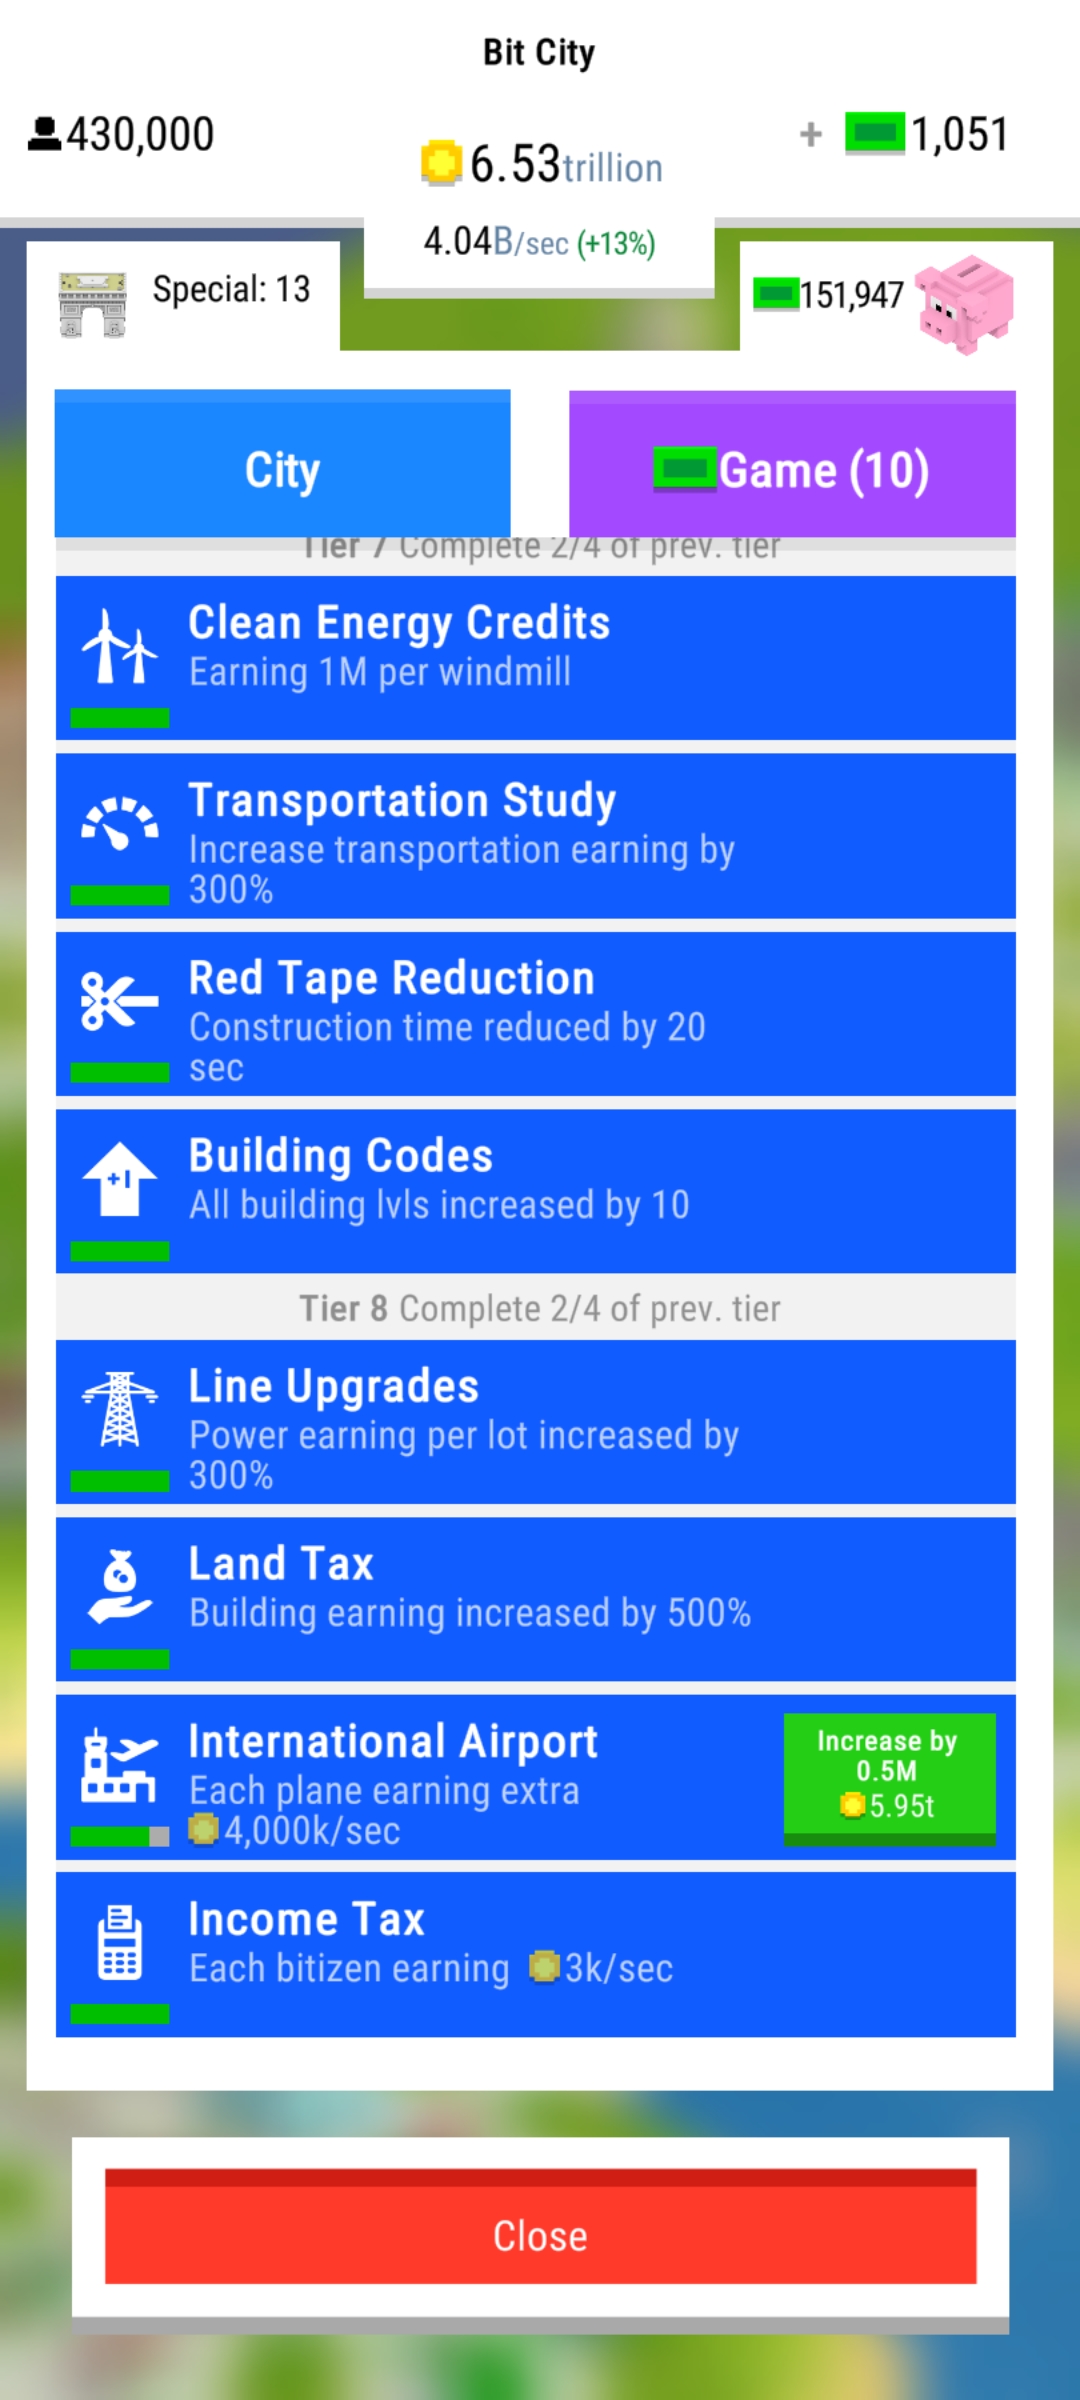 Bit City
430,000
6.53trillion
+ 1,051
4.04B/sec (+13%)
Special: 13
151,947
City
Game (10)
Tier 7 Complete 2/4 of prev. tier
Clean Energy Credits
Earning 1M per windmill
Transportation Study
Increase transportation earning by
300%
Red Tape Reduction
Construction time reduced by 20
sec
+1
Building Codes
All building lvls increased by 10
Tier 8 Complete 2/4 of prev. tier
Line Upgrades
Power earning per lot increased by
300%
Land Tax
Building earning increased by 500%
International Airport
Each plane earning extra
4,000k/sec
Increase by
0.5M
5.95t
Income Tax
Each bitizen earning 3k/sec
Close